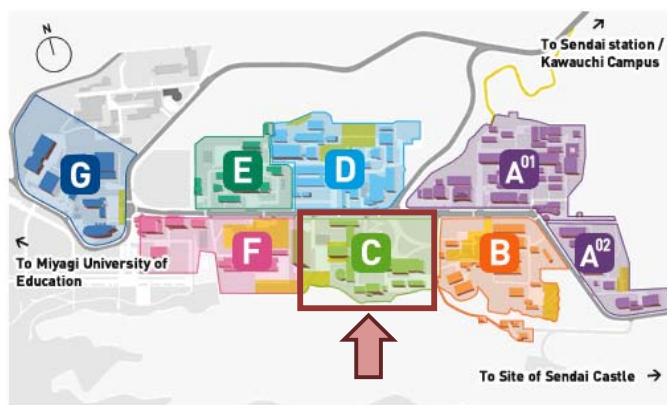 N
To Sendai station /
Kawauchi Campus
A01
E
D
G
F
C
B
A02
To Miyagi University of
Education
To Site of Sendai Castle